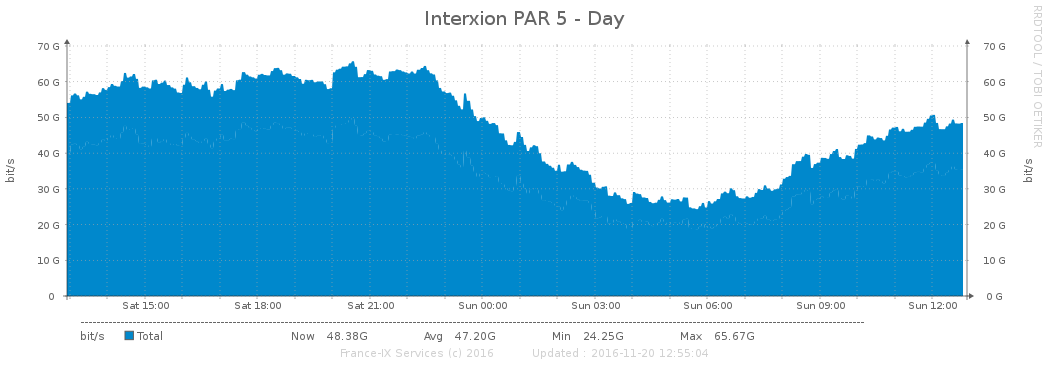 Interxion PAR 5 - Day
RRDTOOL / TOBI OETIKER
70 G 70 G
60 G 60 G
50 G 50 G
40 G 40 G
30 G 30 G
20 G 20 G
10 G 10 G
0 0 G
bit/s bit/s
Sat 15:00 Sat 18:00 Sat 21:00 Sun 00:00 Sun 03:00 Sun 06:00 Sun 09:00 Sun 12:00
bit/s Total Now 48.38G Avg 47.20G Min 24.25G Max 65.67G
France-IX Services (c) 2016 Updated : 2016-11-20 12:55:04